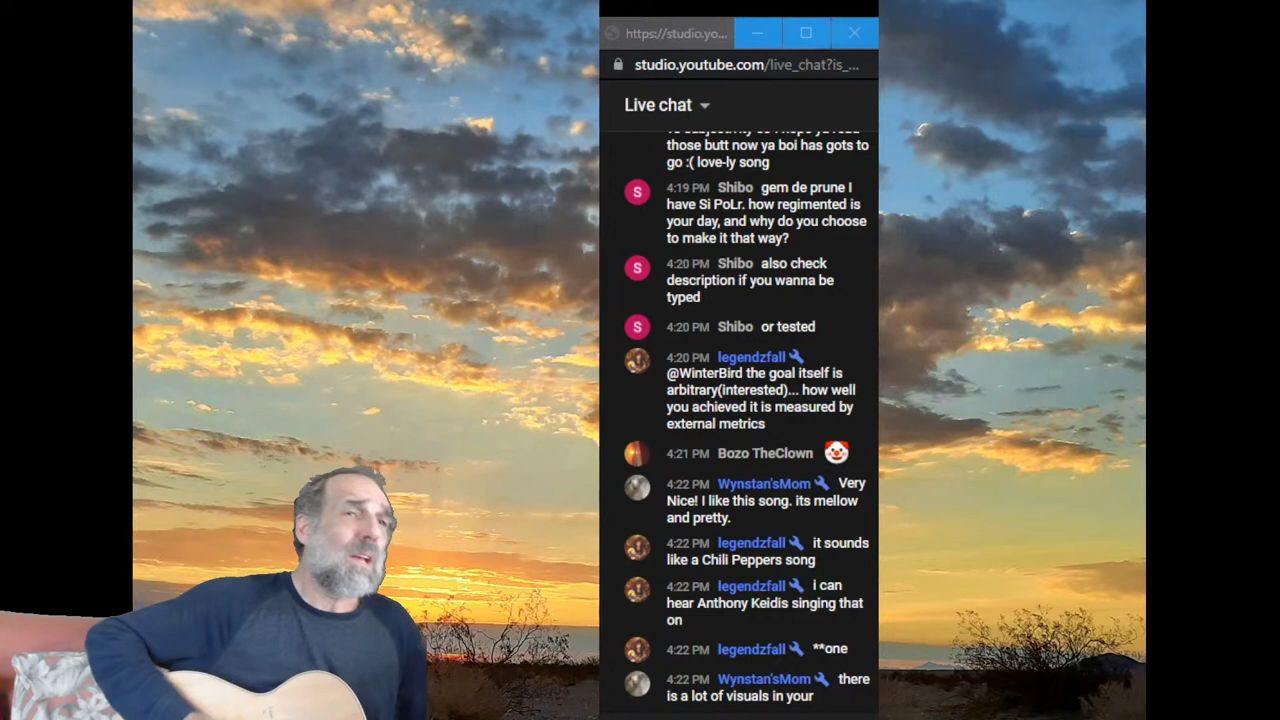 https://studio.yo...
studio.youtube.com/live_chat?is_...
Live chat
those butt now ya boi has gots to
go :( love-ly song
S 4:19 PM Shibo gem de prune I
have Si PoLr. how regimented is
your day, and why do you choose
to make it that way?
S 4:20 PM Shibo also check
description if you wanna be
typed
S 4:20 PM Shibo or tested
4:20 PM legendzfall
@WinterBird the goal itself is
arbitrary(interested)... how well
you achieved it is measured by
external metrics
4:21 PM Bozo TheClown 🤡
4:22 PM Wynstan'sMom Very
Nice! I like this song. its mellow
and pretty.
4:22 PM legendzfall it sounds
like a Chili Peppers song
4:22 PM legendzfall i can
hear Anthony Keidis singing that
on
4:22 PM legendzfall **one
4:22 PM Wynstan'sMom there
is a lot of visuals in your